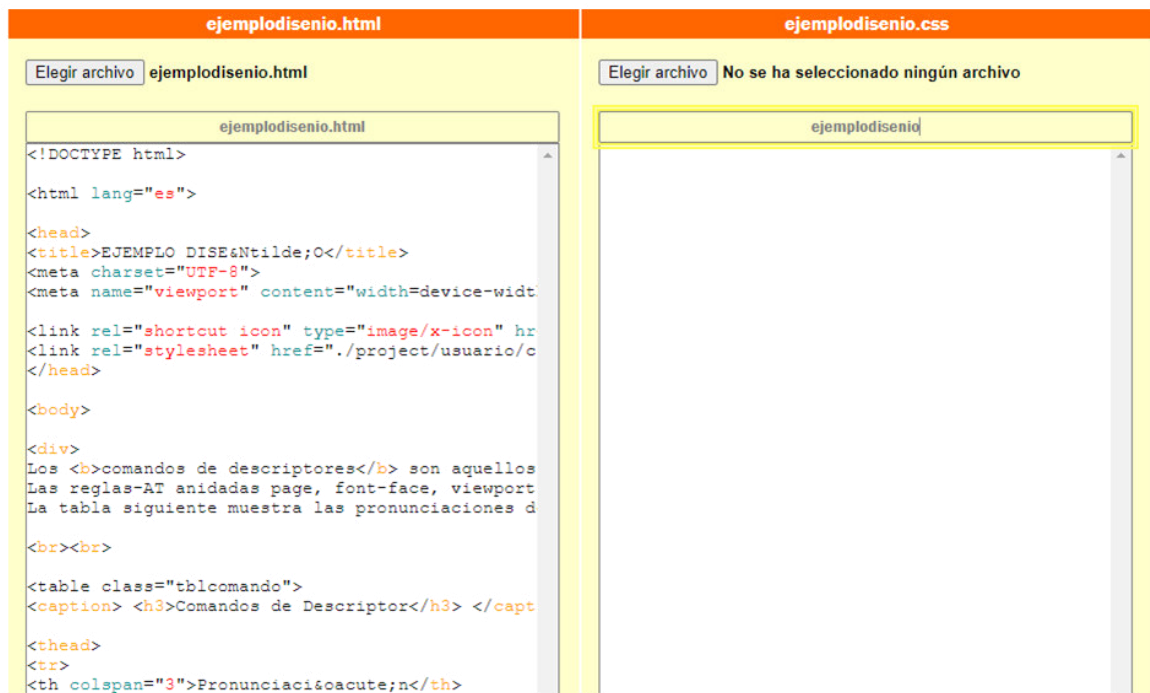 ejemplodisenio.html
Elegir archivo ejemplodisenio.html
ejemplodisenio.html
<!DOCTYPE html>
<html lang="es">
<head>
<title>EJEMPLO DISE&Ntilde;O</title>
<meta charset="UTF-8">
<meta name="viewport" content="width=device-widt
<link rel="shortcut icon" type="image/x-icon" hr
<link rel="stylesheet" href="./project/usuario/c
</head>
<body>
<div>
Los <b>comandos de descriptores</b> son aquellos
Las reglas-AT anidadas page, font-face, viewport
La tabla siguiente muestra las pronunciaciones d
<br><br>
<table class="tblcomando">
<caption> <h3>Comandos de Descriptor</h3> </capt
<thead>
<tr>
<th colspan="3">Pronunciaci&oacute;n</th>
ejemplodisenio.css
Elegir archivo No se ha seleccionado ningún archivo
ejemplodisenio